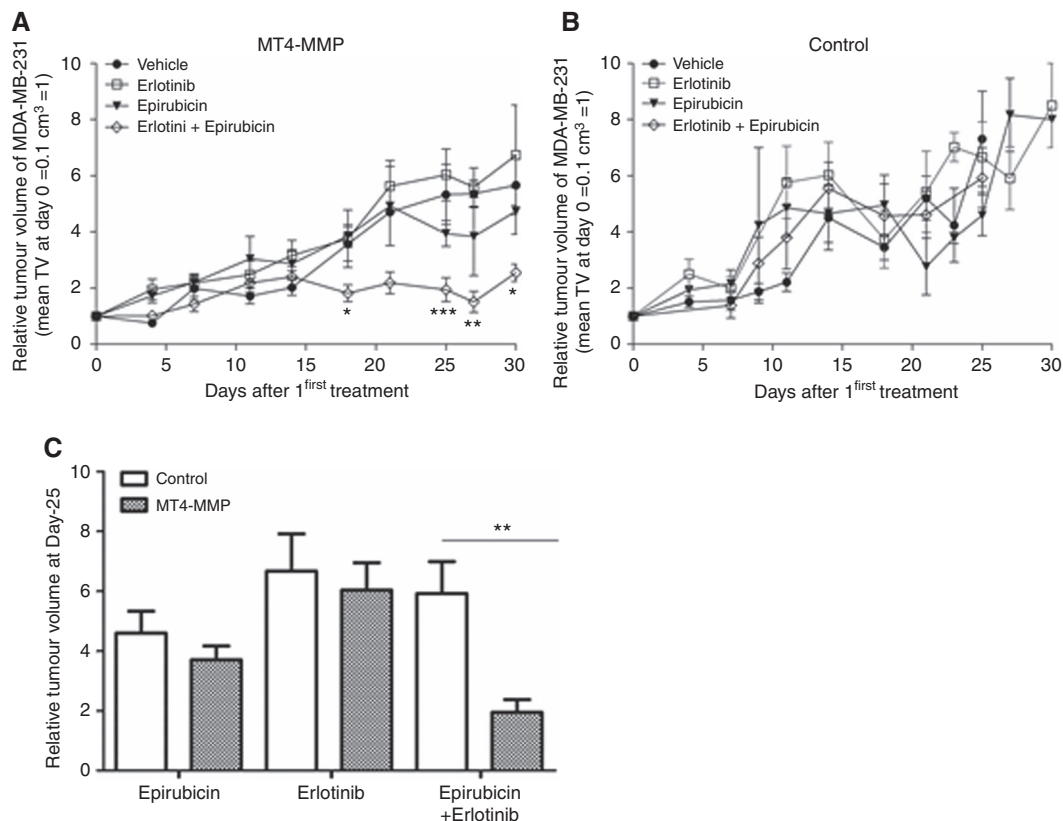 A
MT4-MMP
Relative tumour volume of MDA-MB-231
(mean TV at day 0 =0.1 cm³ =1)
10
8
6
4
2
0
Vehicle
Erlotinib
Epirubicin
Erlotini + Epirubicin
*
***
**
*
0 5 10 15 20 25 30
Days after 1first treatment
B
Control
Relative tumour volume of MDA-MB-231
(mean TV at day 0 =0.1 cm³ =1)
10
8
6
4
2
0
Vehicle
Erlotinib
Epirubicin
Erlotinib + Epirubicin
0 5 10 15 20 25 30
Days after 1first treatment
C
Relative tumour volume at Day-25
10
8
6
4
2
0
Control
MT4-MMP
**
Epirubicin Erlotinib Epirubicin
+Erlotinib